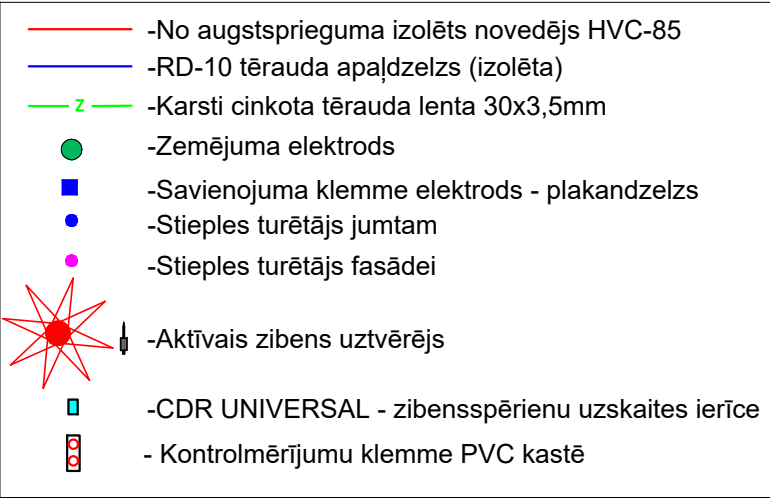 -No augstsprieguma izolēts novedējs HVC-85
-RD-10 tērauda apaļdzelzs (izolēta)
Z -Karsti cinkota tērauda lenta 30x3,5mm
-Zemējuma elektrods
-Savienojuma klemme elektrods - plakandzelzs
-Stieples turētājs jumtam
-Stieples turētājs fasādei
-Aktīvais zibens uztvērējs
-CDR UNIVERSAL - zibensspērienu uzskaites ierīce
- Kontrolmērījumu klemme PVC kastē